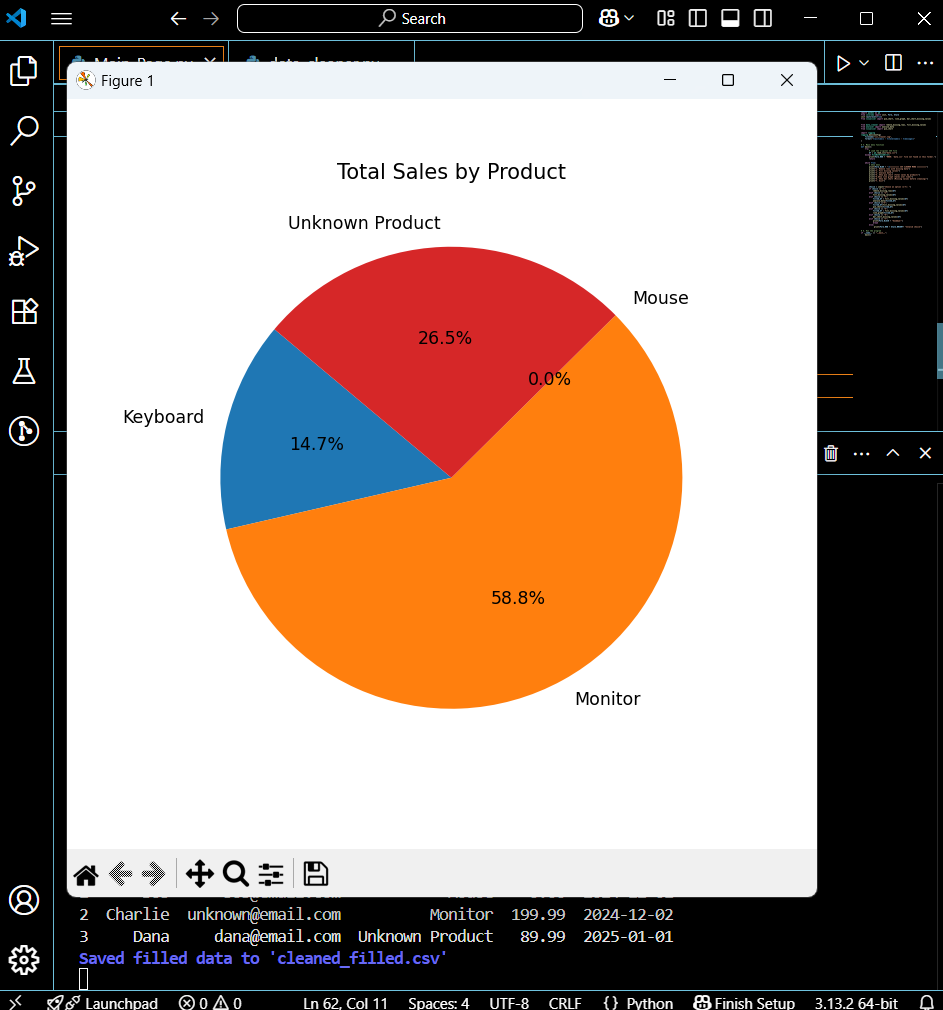 Search
Main_Page.py
data_cleaner.py
Figure 1
Total Sales by Product
Unknown Product
Mouse
26.5%
0.0%
Keyboard
14.7%
58.8%
Monitor
2 Charlie unknown@email.com Monitor 199.99 2024-12-02
3 Dana dana@email.com Unknown Product 89.99 2025-01-01
Saved filled data to 'cleaned_filled.csv'
Launchpad 0 0 Ln 62, Col 11 Spaces: 4 UTF-8 CRLF {} Python Finish Setup 3.13.2 64-bit